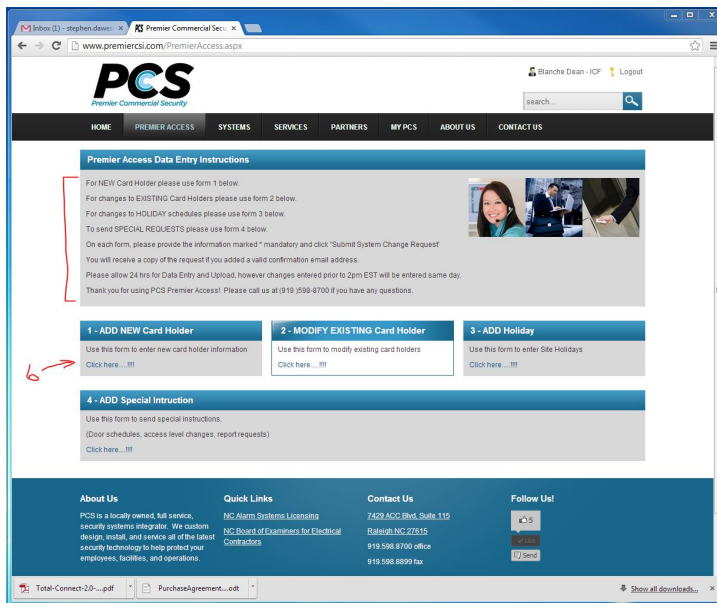 Inbox (1) - stephen.dawes
Premier Commercial Secu
www.premiercsi.com/PremierAccess.aspx
PCS
Premier Commercial Security
Blanche Dean - ICF Logout
search...
HOME PREMIER ACCESS SYSTEMS SERVICES PARTNERS MY PCS ABOUT US CONTACT US
Premier Access Data Entry Instructions
For NEW Card Holder please use form 1 below.
For changes to EXISTING Card Holders please use form 2 below.
For changes to HOLIDAY schedules please use form 3 below.
To send SPECIAL REQUESTS please use form 4 below.
On each form, please provide the information marked * mandatory and click "Submit System Change Request"
You will receive a copy of the request if you added a valid confirmation email address.
Please allow 24 hrs for Data Entry and Upload, however changes entered prior to 2pm EST will be entered same day.
Thank you for using PCS Premier Access! Please call us at (919 )598-8700 if you have any questions.
1 - ADD NEW Card Holder
Use this form to enter new card holder information
Click here....!!!!
6
2 - MODIFY EXISTING Card Holder
Use this form to modify existing card holders
Click here....!!!!
3 - ADD Holiday
Use this form to enter Site Holidays
Click here....!!!!
4 - ADD Special Intruction
Use this form to send special instructions.
(Door schedules, access level changes, report requests)
Click here....!!!!
About Us
PCS is a locally owned, full service,
security systems integrator. We custom
design, install, and service all of the latest
security technology to help protect your
employees, facilities, and operations.
Quick Links
NC Alarm Systems Licensing
NC Board of Examiners for Electrical
Contractors
Contact Us
7429 ACC Blvd, Suite 115
Raleigh NC 27615
919.598.8700 office
919.598.8899 fax
Follow Us!
5
Like
Send
Total-Connect-2.0-....pdf
PurchaseAgreement....odt
Show all downloads...